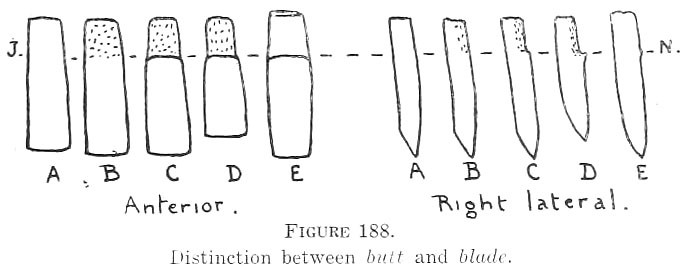 J. N.
A B C D E A B C D E
Anterior. Right lateral.
FIGURE 188.
Distinction between butt and blade.